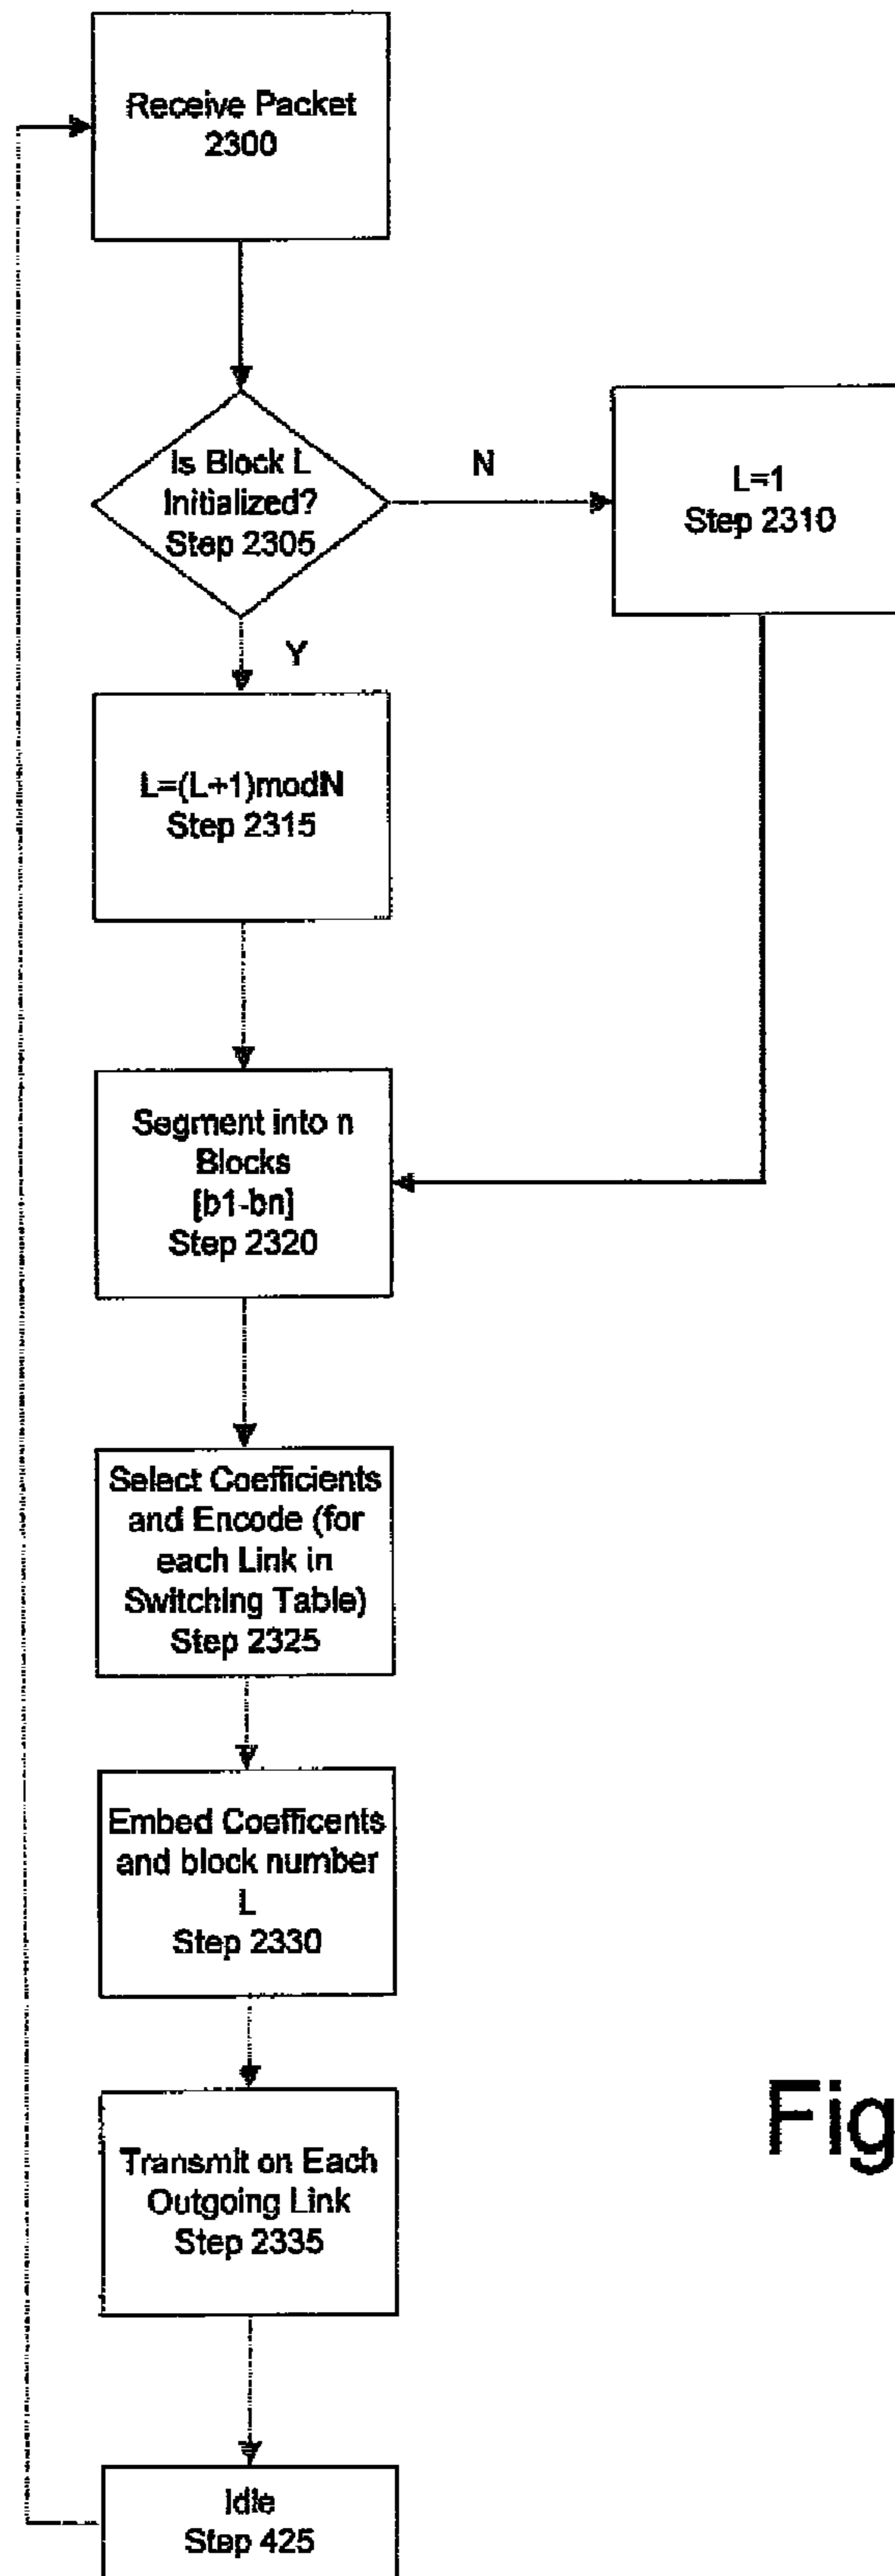 Receive Packet
2300
Is Block L
Initialized?
Step 2305
N
L=1
Step 2310
Y
L=(L+1)modN
Step 2315
Segment into n
Blocks
[b1-bn]
Step 2320
Select Coefficients
and Encode (for
each Link in
Switching Table)
Step 2325
Embed Coefficents
and block number
L
Step 2330
Transmit on Each
Outgoing Link
Step 2335
Fig
Idle
Step 425